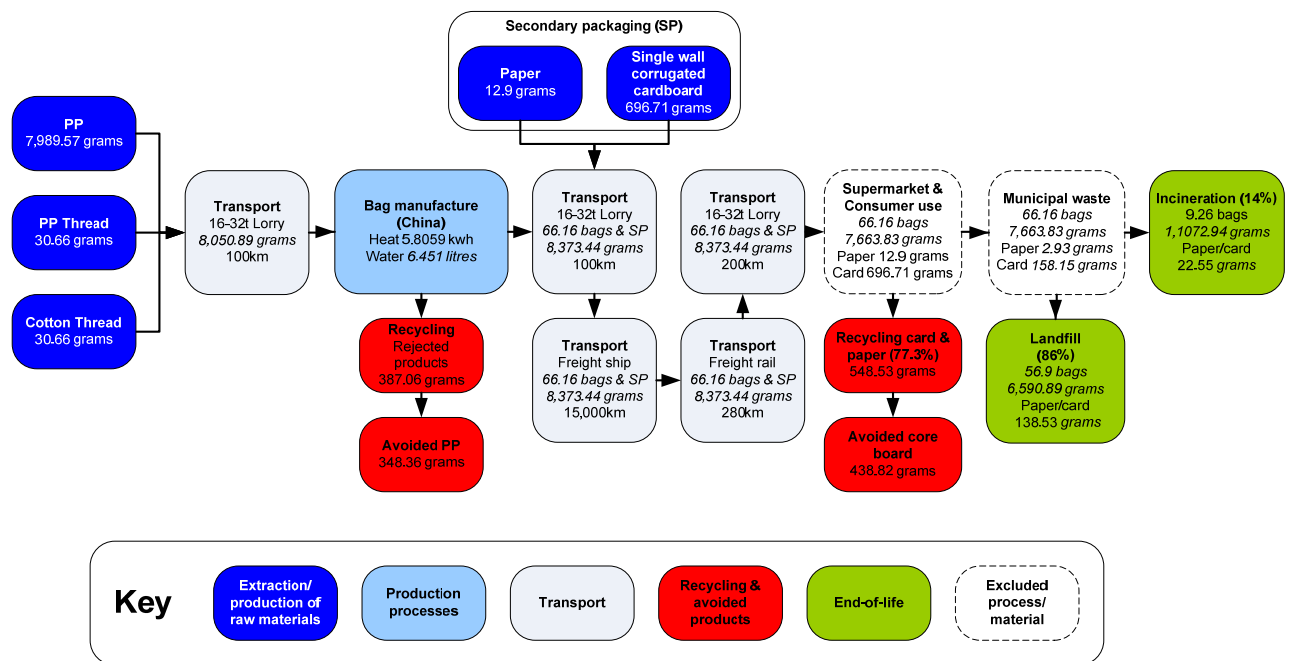 Secondary packaging (SP)
Paper
12.9 grams
Single wall
corrugated
cardboard
696.71 grams
PP
7,989.57 grams
PP Thread
30.66 grams
Cotton Thread
30.66 grams
Transport
16-32t Lorry
8,050.89 grams
100km
Bag manufacture
(China)
Heat 5.8059 kwh
Water 6.451 litres
Transport
16-32t Lorry
66.16 bags & SP
8,373.44 grams
100km
Transport
16-32t Lorry
66.16 bags & SP
8,373.44 grams
200km
Supermarket &
Consumer use
66.16 bags
7,663.83 grams
Paper 12.9 grams
Card 696.71 grams
Municipal waste
66.16 bags
7,663.83 grams
Paper 2.93 grams
Card 158.15 grams
Incineration (14%)
9.26 bags
1,1072.94 grams
Paper/card
22.55 grams
Recycling
Rejected
products
387.06 grams
Transport
Freight ship
66.16 bags & SP
8,373.44 grams
15,000km
Transport
Freight rail
66.16 bags & SP
8,373.44 grams
280km
Recycling card &
paper (77.3%)
548.53 grams
Landfill
(86%)
56.9 bags
6,590.89 grams
Paper/card
138.53 grams
Avoided PP
348.36 grams
Avoided core
board
438.82 grams
Key
Extraction/
production of
raw materials
Production
processes
Transport
Recycling &
avoided
products
End-of-life
Excluded
process/
material